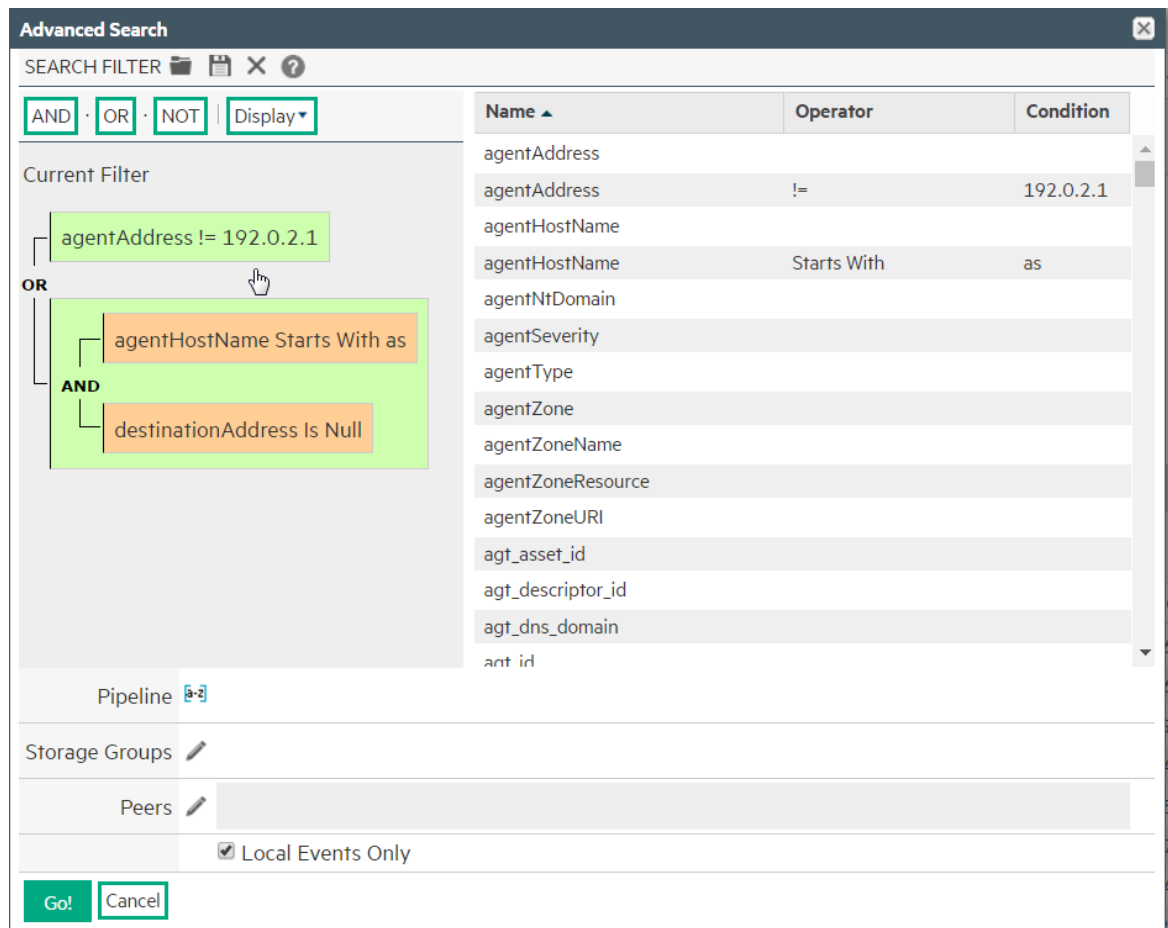 Advanced Search
SEARCH FILTER
AND · OR · NOT | Display
Name Operator Condition
Current Filter
agentAddress != 192.0.2.1
OR
agentHostName Starts With as
AND
destinationAddress Is Null
agentAddress
agentAddress != 192.0.2.1
agentHostName
agentHostName Starts With as
agentNtDomain
agentSeverity
agentType
agentZone
agentZoneName
agentZoneResource
agentZoneURI
agt_asset_id
agt_descriptor_id
agt_dns_domain
agt_id
Pipeline [a-z]
Storage Groups
Peers
Local Events Only
Go! Cancel